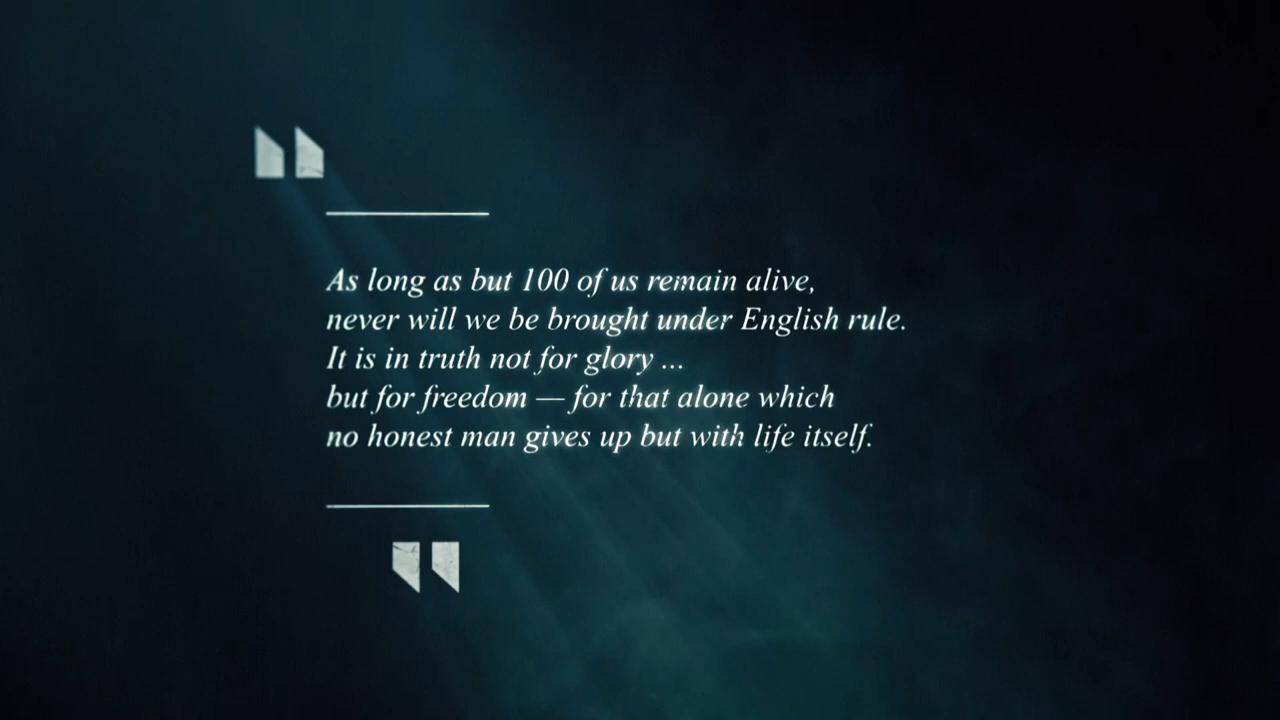 As long as but 100 of us remain alive,
never will we be brought under English rule.
It is in truth not for glory ...
but for freedom — for that alone which
no honest man gives up but with life itself.